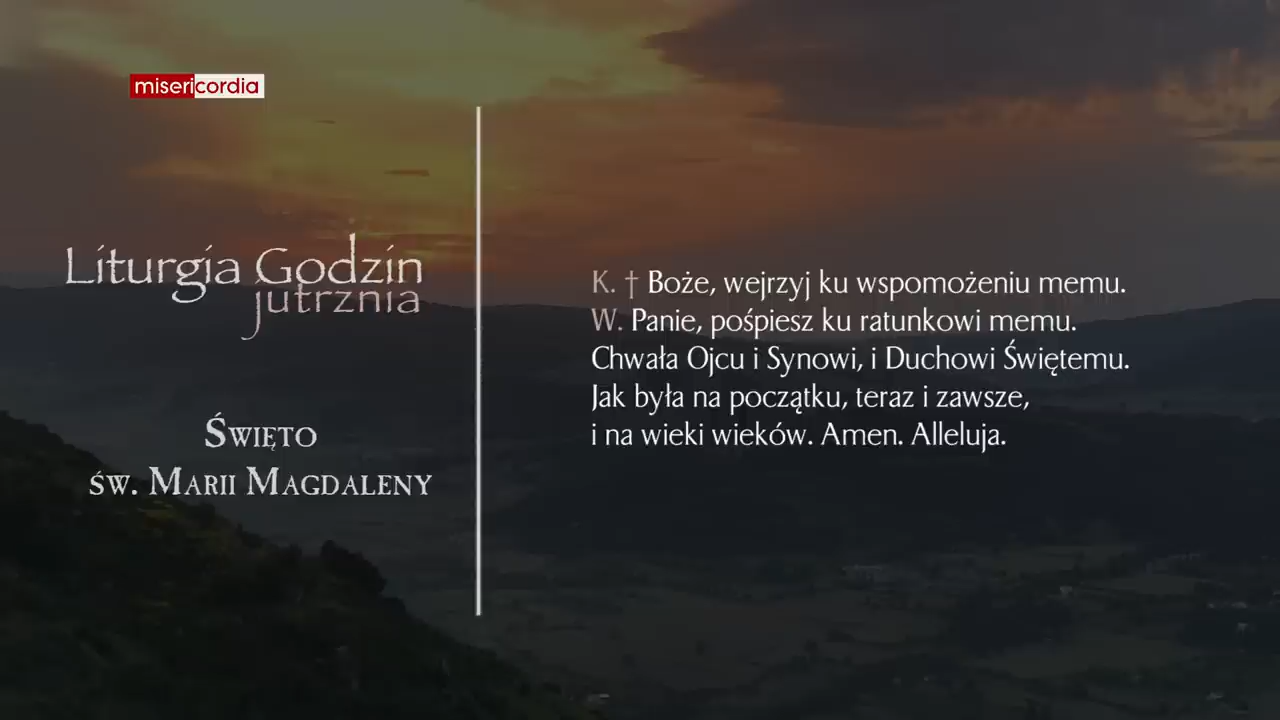 misericordia
Liturgia Godzin
jutrznia
Święto
św. Marii Magdaleny
K. † Boże, wejrzyj ku wspomożeniu memu.
W. Panie, pośpiesz ku ratunkowi memu.
Chwała Ojcu i Synowi, i Duchowi Świętemu.
Jak była na początku, teraz i zawsze,
i na wieki wieków. Amen. Alleluja.